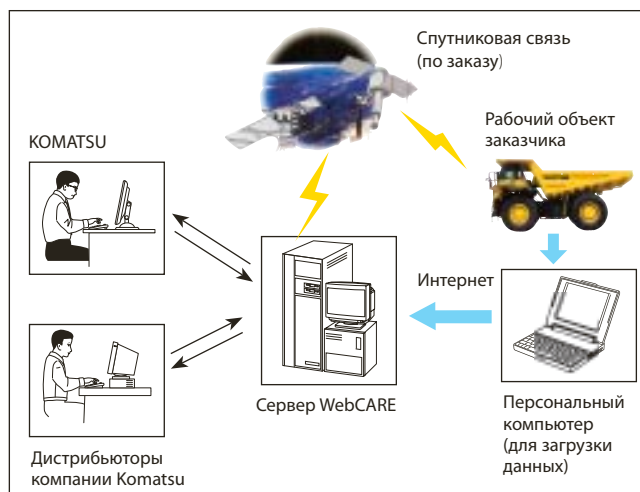 Спутниковая связь
(по заказу)
Рабочий объект
заказчика
KOMATSU
Интернет
Сервер WebCARE
Персональный
компьютер
(для загрузки
данных)
Дистрибьюторы
компании Komatsu